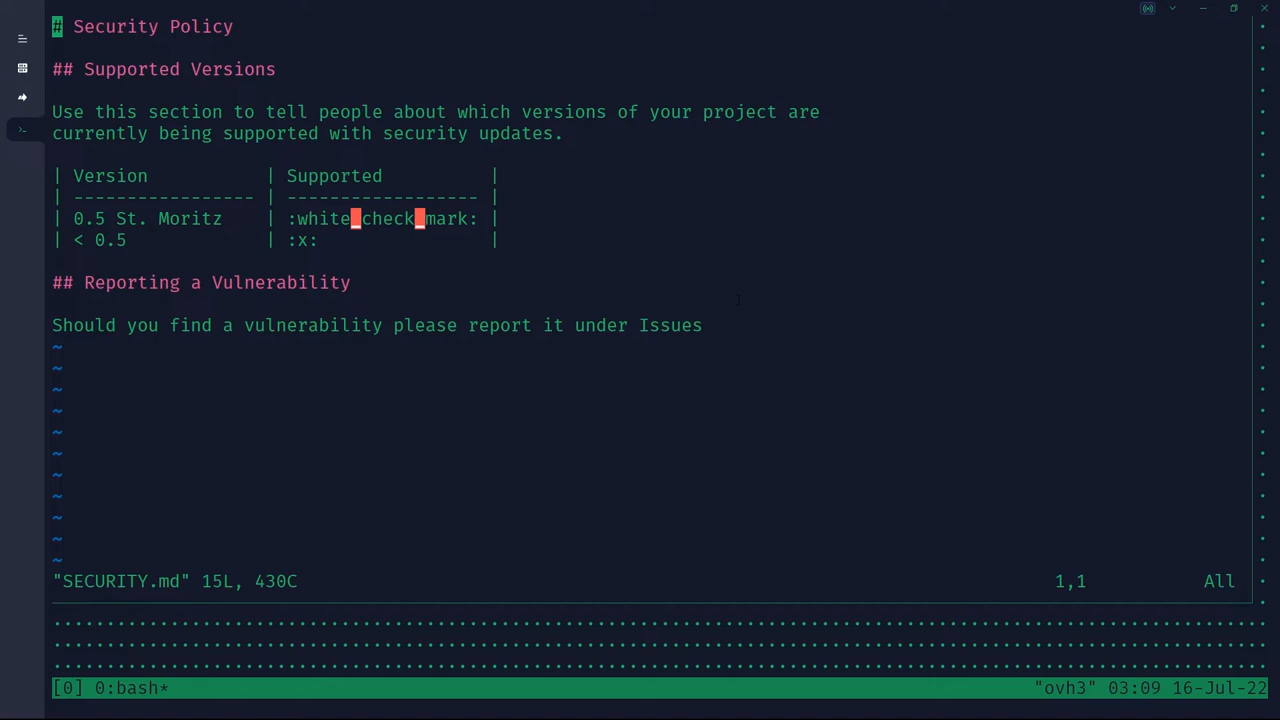 # Security Policy
## Supported Versions
Use this section to tell people about which versions of your project are
currently being supported with security updates.
| Version           | Supported          |
| ----------------- | ------------------ |
| 0.5 St. Moritz    | :white_check_mark: |
| < 0.5             | :x:                |
## Reporting a Vulnerability
Should you find a vulnerability please report it under Issues
~
~
~
~
~
~
~
~
~
~
~
"SECURITY.md" 15L, 430C 1,1 All
[0] 0:bash* "ovh3" 03:09 16-Jul-22